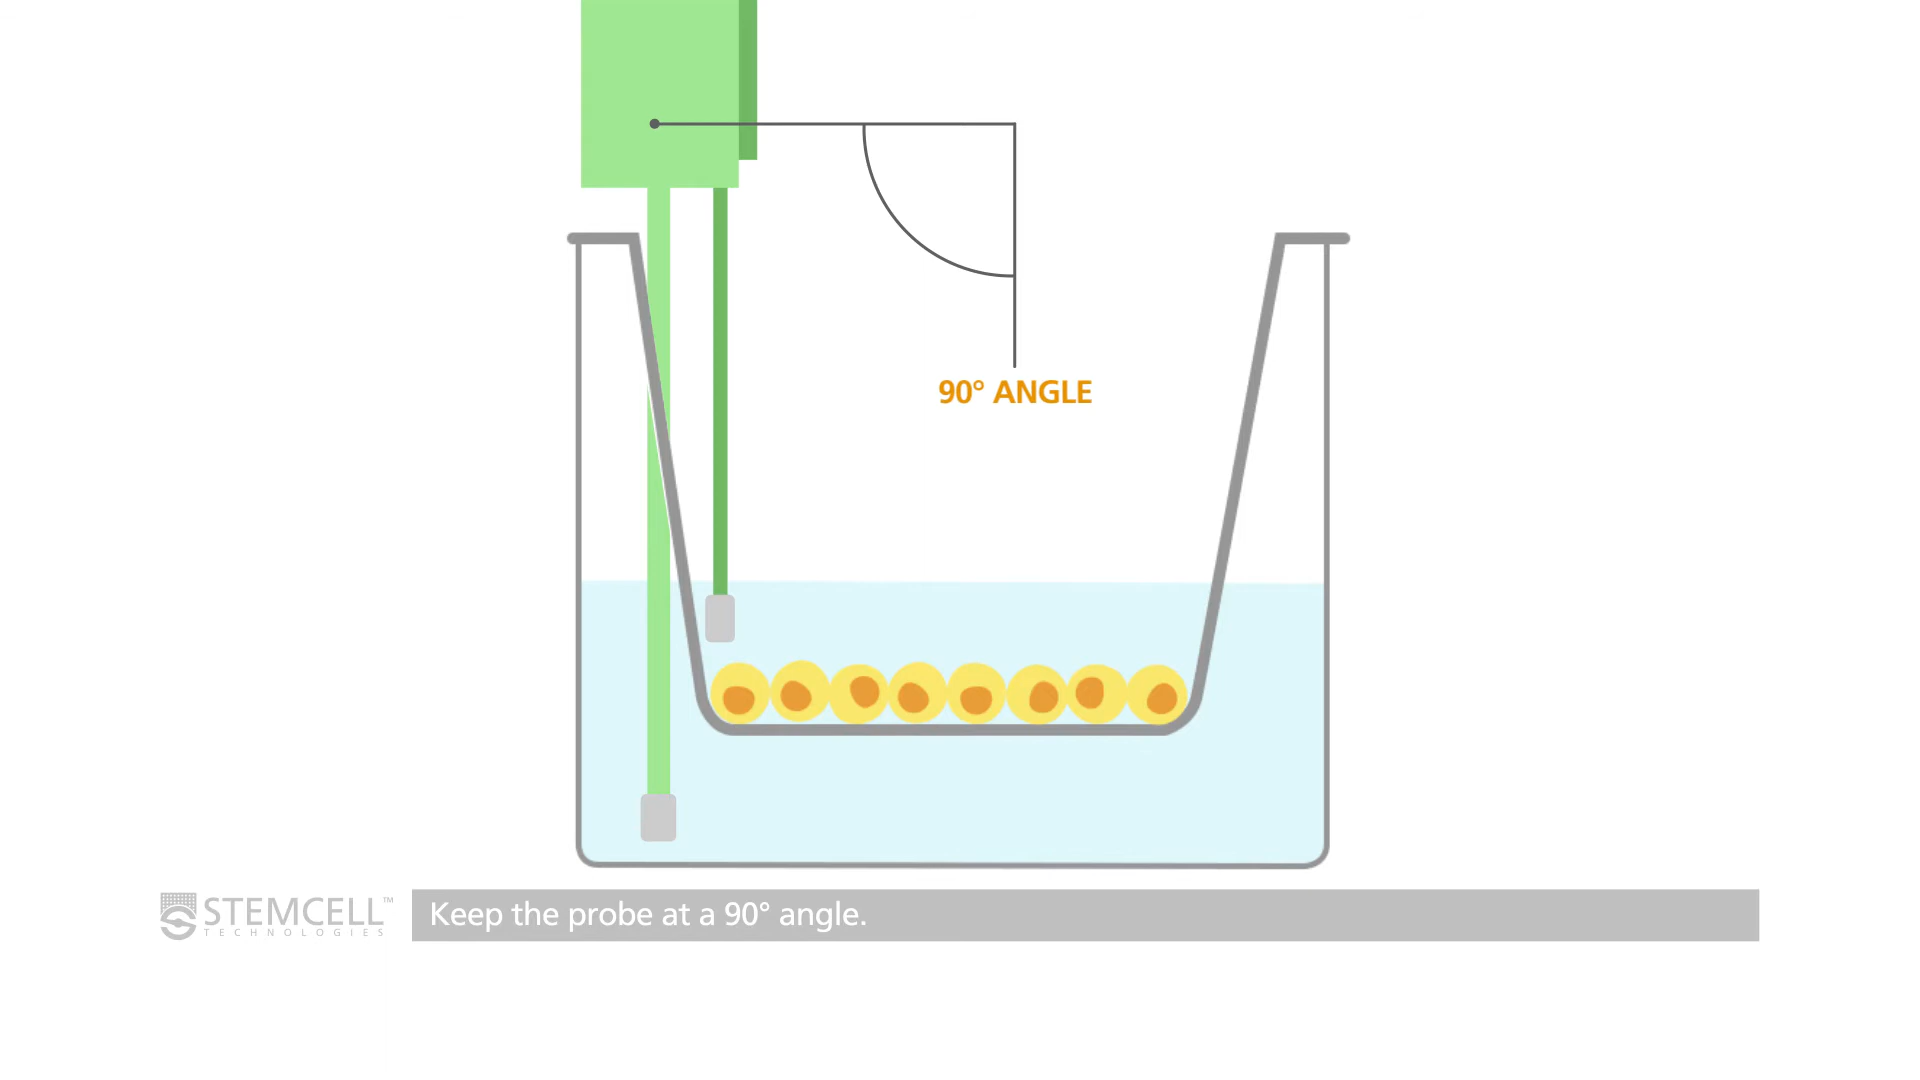 90° ANGLE
STEMCELL™
TECHNOLOGIES
Keep the probe at a 90° angle.